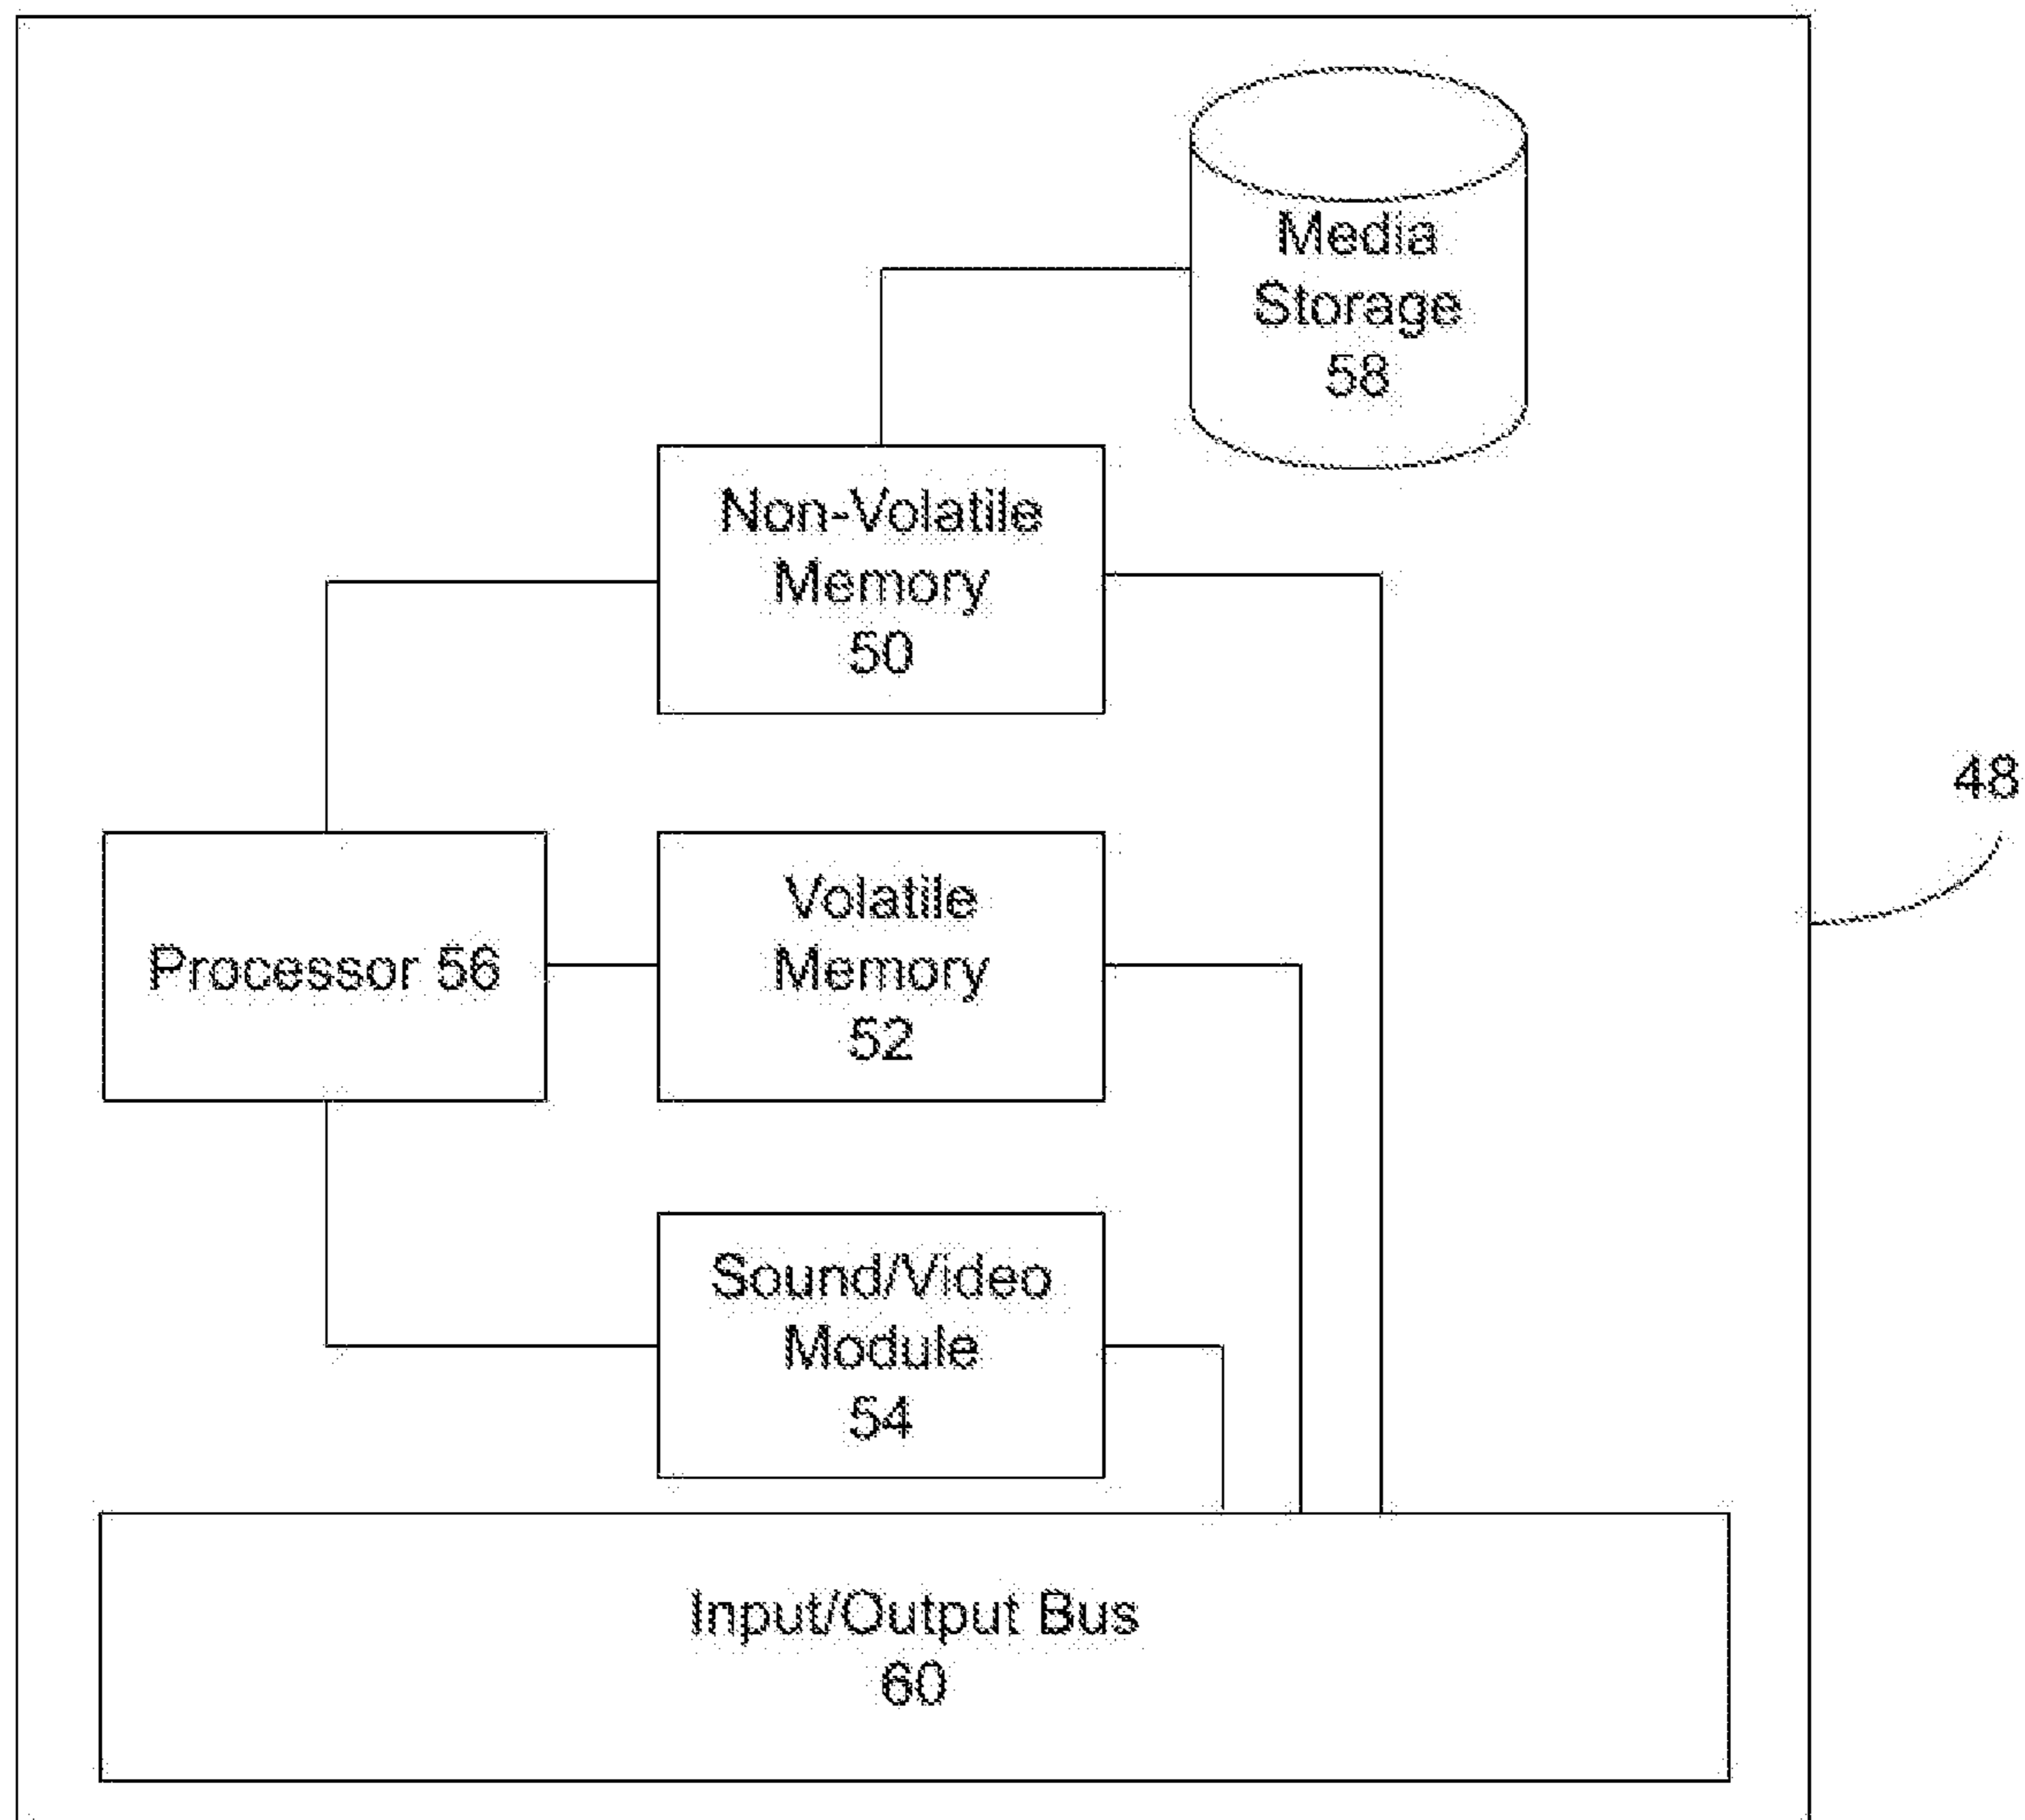 Media
Storage
58
Non-Volatile
Memory
50
48
Processor 56
Volatile
Memory
52
Sound/Video
Module
54
Input/Output Bus
60